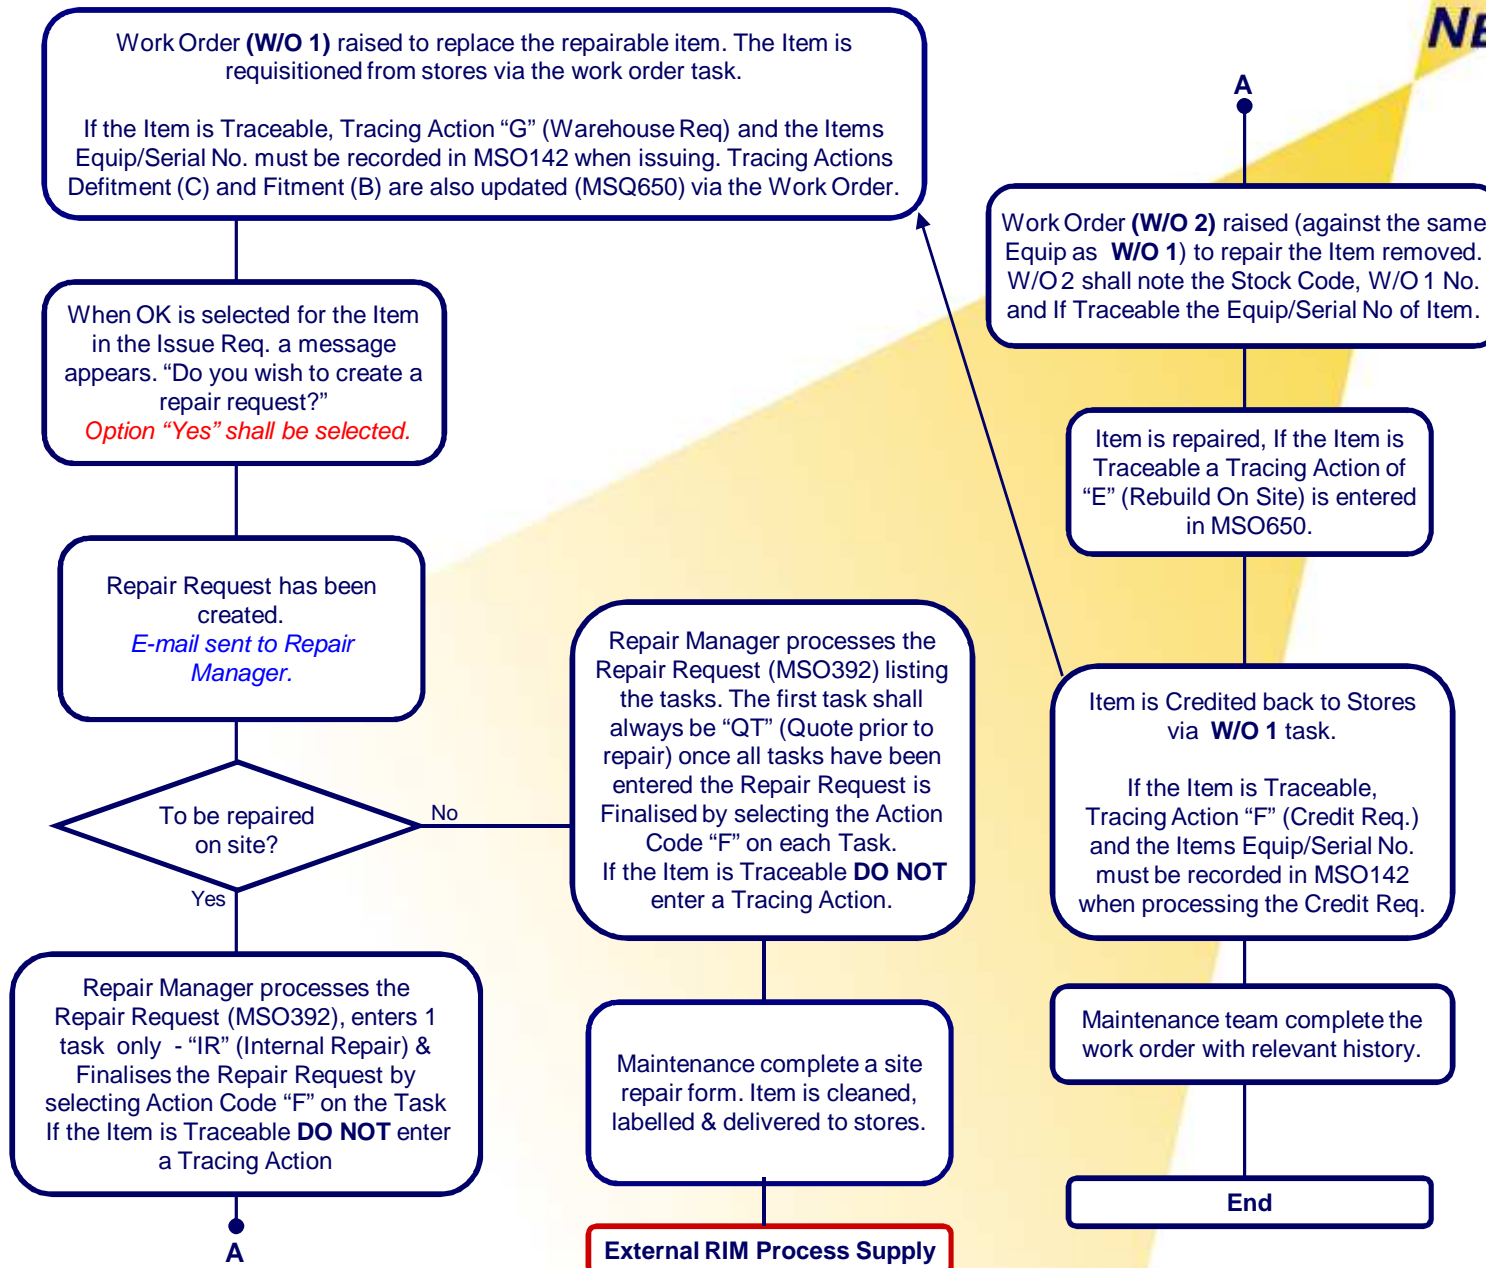 Work Order (W/O 1) raised to replace the repairable item. The Item is
requisitioned from stores via the work order task.
If the Item is Traceable, Tracing Action “G” (Warehouse Req) and the Items
Equip/Serial No. must be recorded in MSO142 when issuing. Tracing Actions
Defitment (C) and Fitment (B) are also updated (MSQ650) via the Work Order.
When OK is selected for the Item
in the Issue Req. a message
appears. “Do you wish to create a
repair request?”
Option “Yes” shall be selected.
Repair Request has been
created.
E-mail sent to Repair
Manager.
To be repaired
on site?
No
Yes
Repair Manager processes the
Repair Request (MSO392), enters 1
task only - “IR” (Internal Repair) &
Finalises the Repair Request by
selecting Action Code “F” on the Task
If the Item is Traceable DO NOT enter
a Tracing Action
A
Repair Manager processes the
Repair Request (MSO392) listing
the tasks. The first task shall
always be “QT” (Quote prior to
repair) once all tasks have been
entered the Repair Request is
Finalised by selecting the Action
Code “F” on each Task.
If the Item is Traceable DO NOT
enter a Tracing Action.
Maintenance complete a site
repair form. Item is cleaned,
labelled & delivered to stores.
External RIM Process Supply
NE
A
Work Order (W/O 2) raised (against the same
Equip as W/O 1) to repair the Item removed.
W/O 2 shall note the Stock Code, W/O 1 No.
and If Traceable the Equip/Serial No of Item.
Item is repaired, If the Item is
Traceable a Tracing Action of
“E” (Rebuild On Site) is entered
in MSO650.
Item is Credited back to Stores
via W/O 1 task.
If the Item is Traceable,
Tracing Action “F” (Credit Req.)
and the Items Equip/Serial No.
must be recorded in MSO142
when processing the Credit Req.
Maintenance team complete the
work order with relevant history.
End